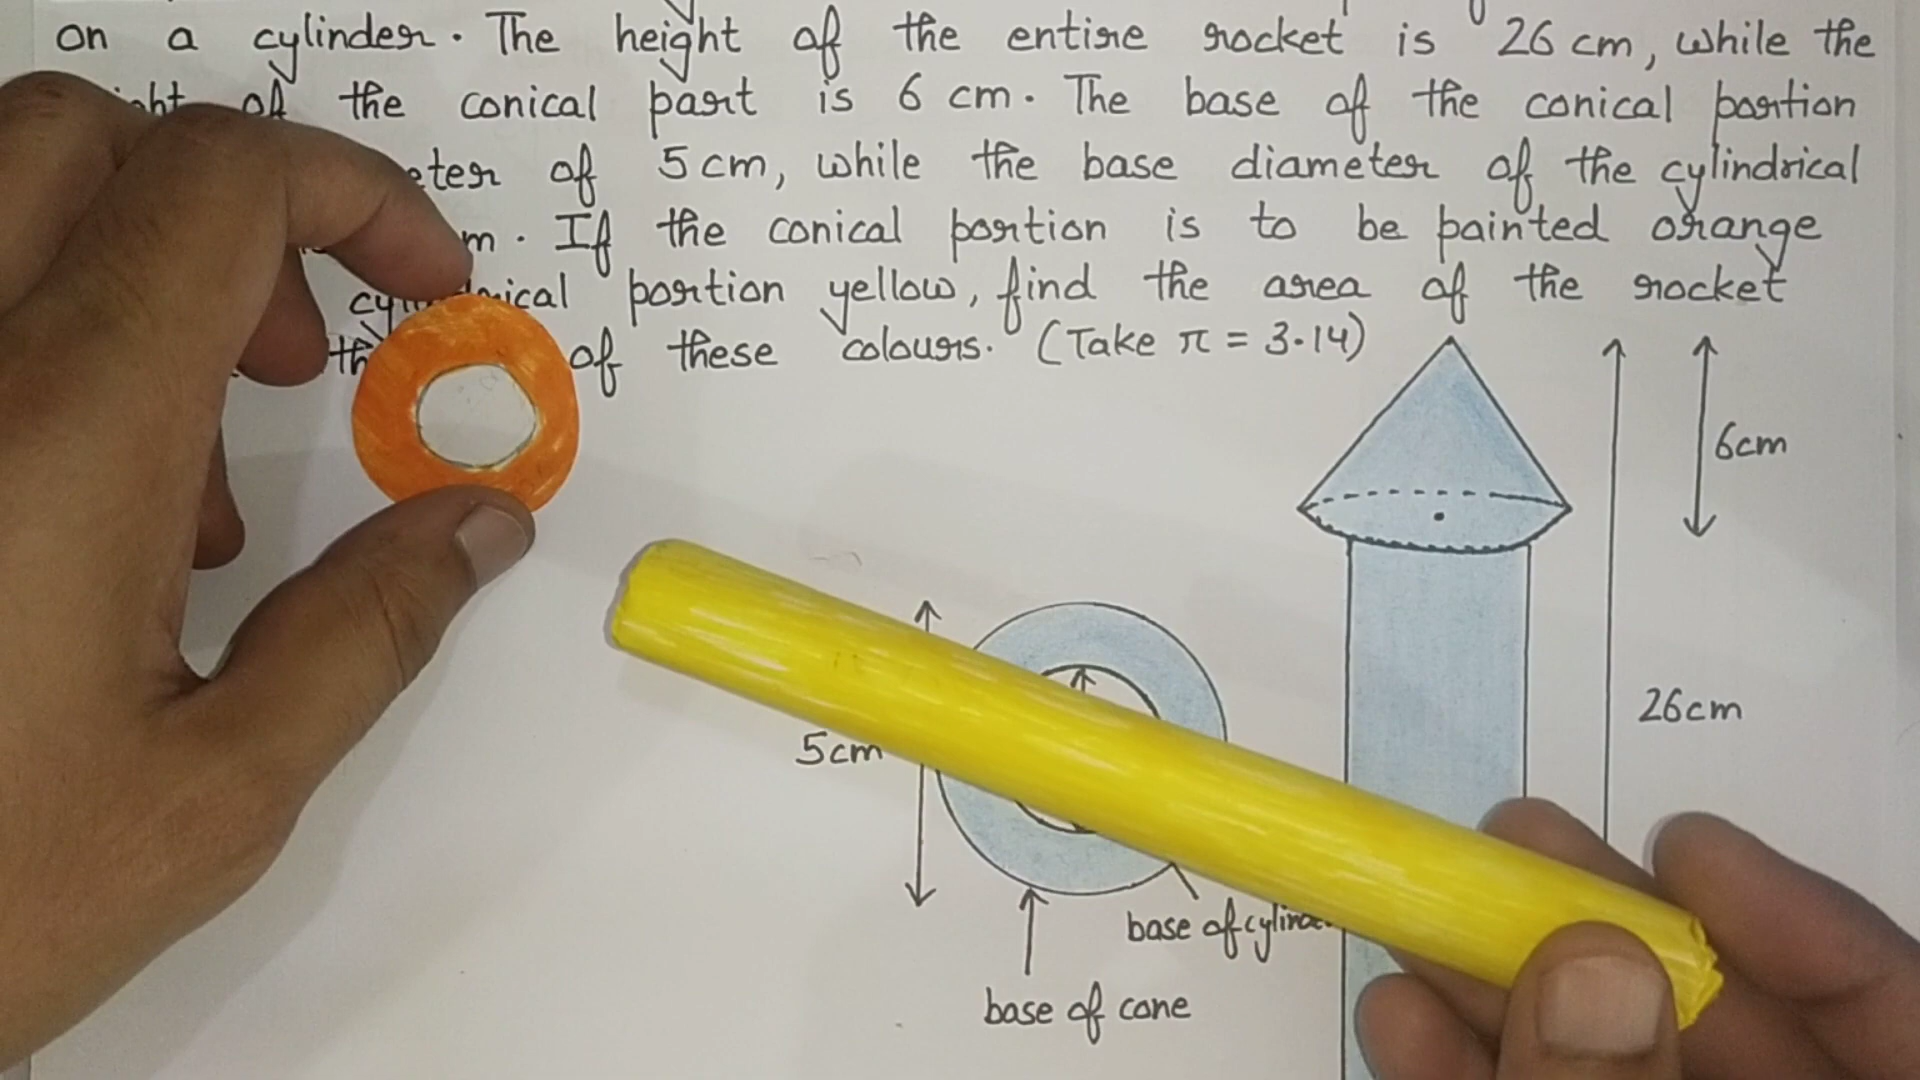 on a cylinder. The height of the entire rocket is 26 cm, while the
of the conical part is 6 cm. The base of the conical portion
of 5 cm, while the base diameter of the cylindrical
If the conical portion is to be painted orange
portion yellow, find the area of the rocket
of these colours. (Take π = 3.14)
6cm
26cm
5cm
base of
base of cone